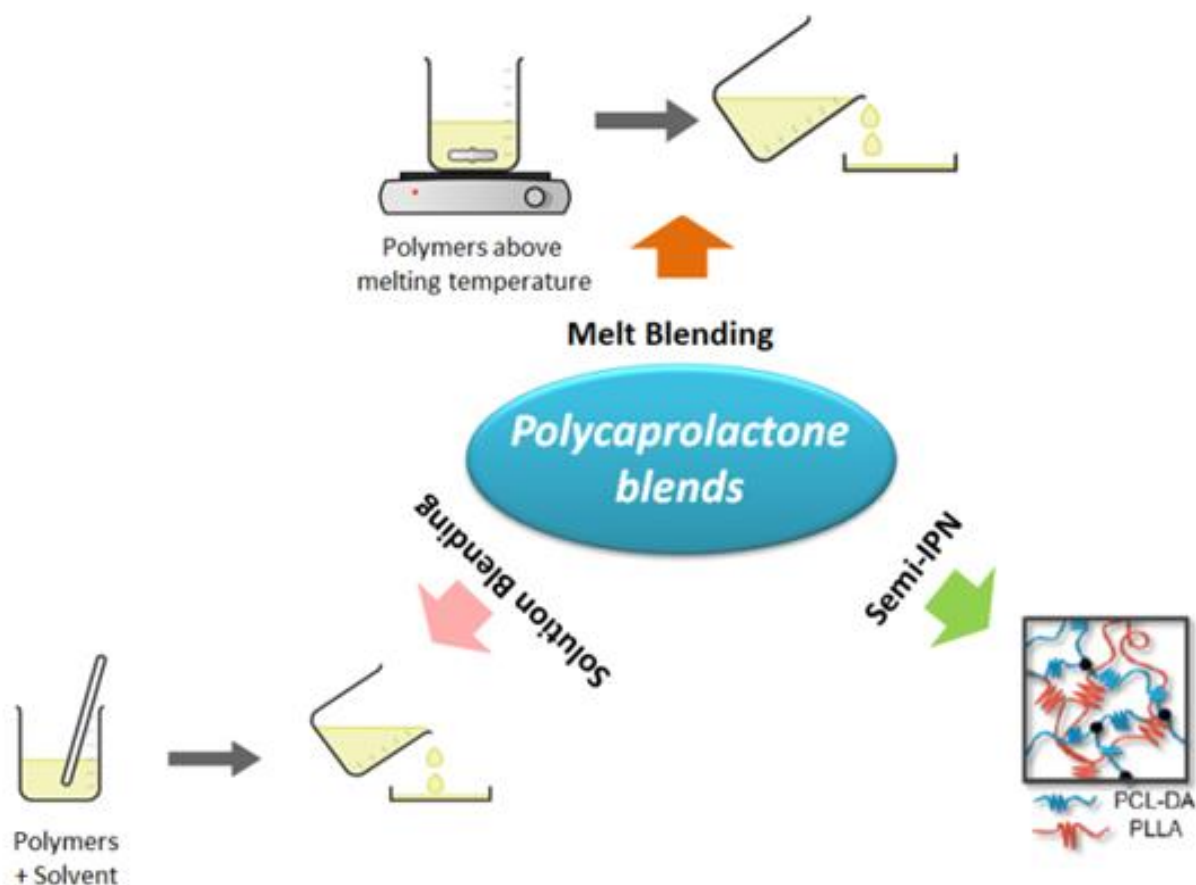 Polymers above
melting temperature
Melt Blending
Polycaprolactone
blends
Solution Blending
Semi-IPN
Polymers
+ Solvent
PCL-DA
PLLA